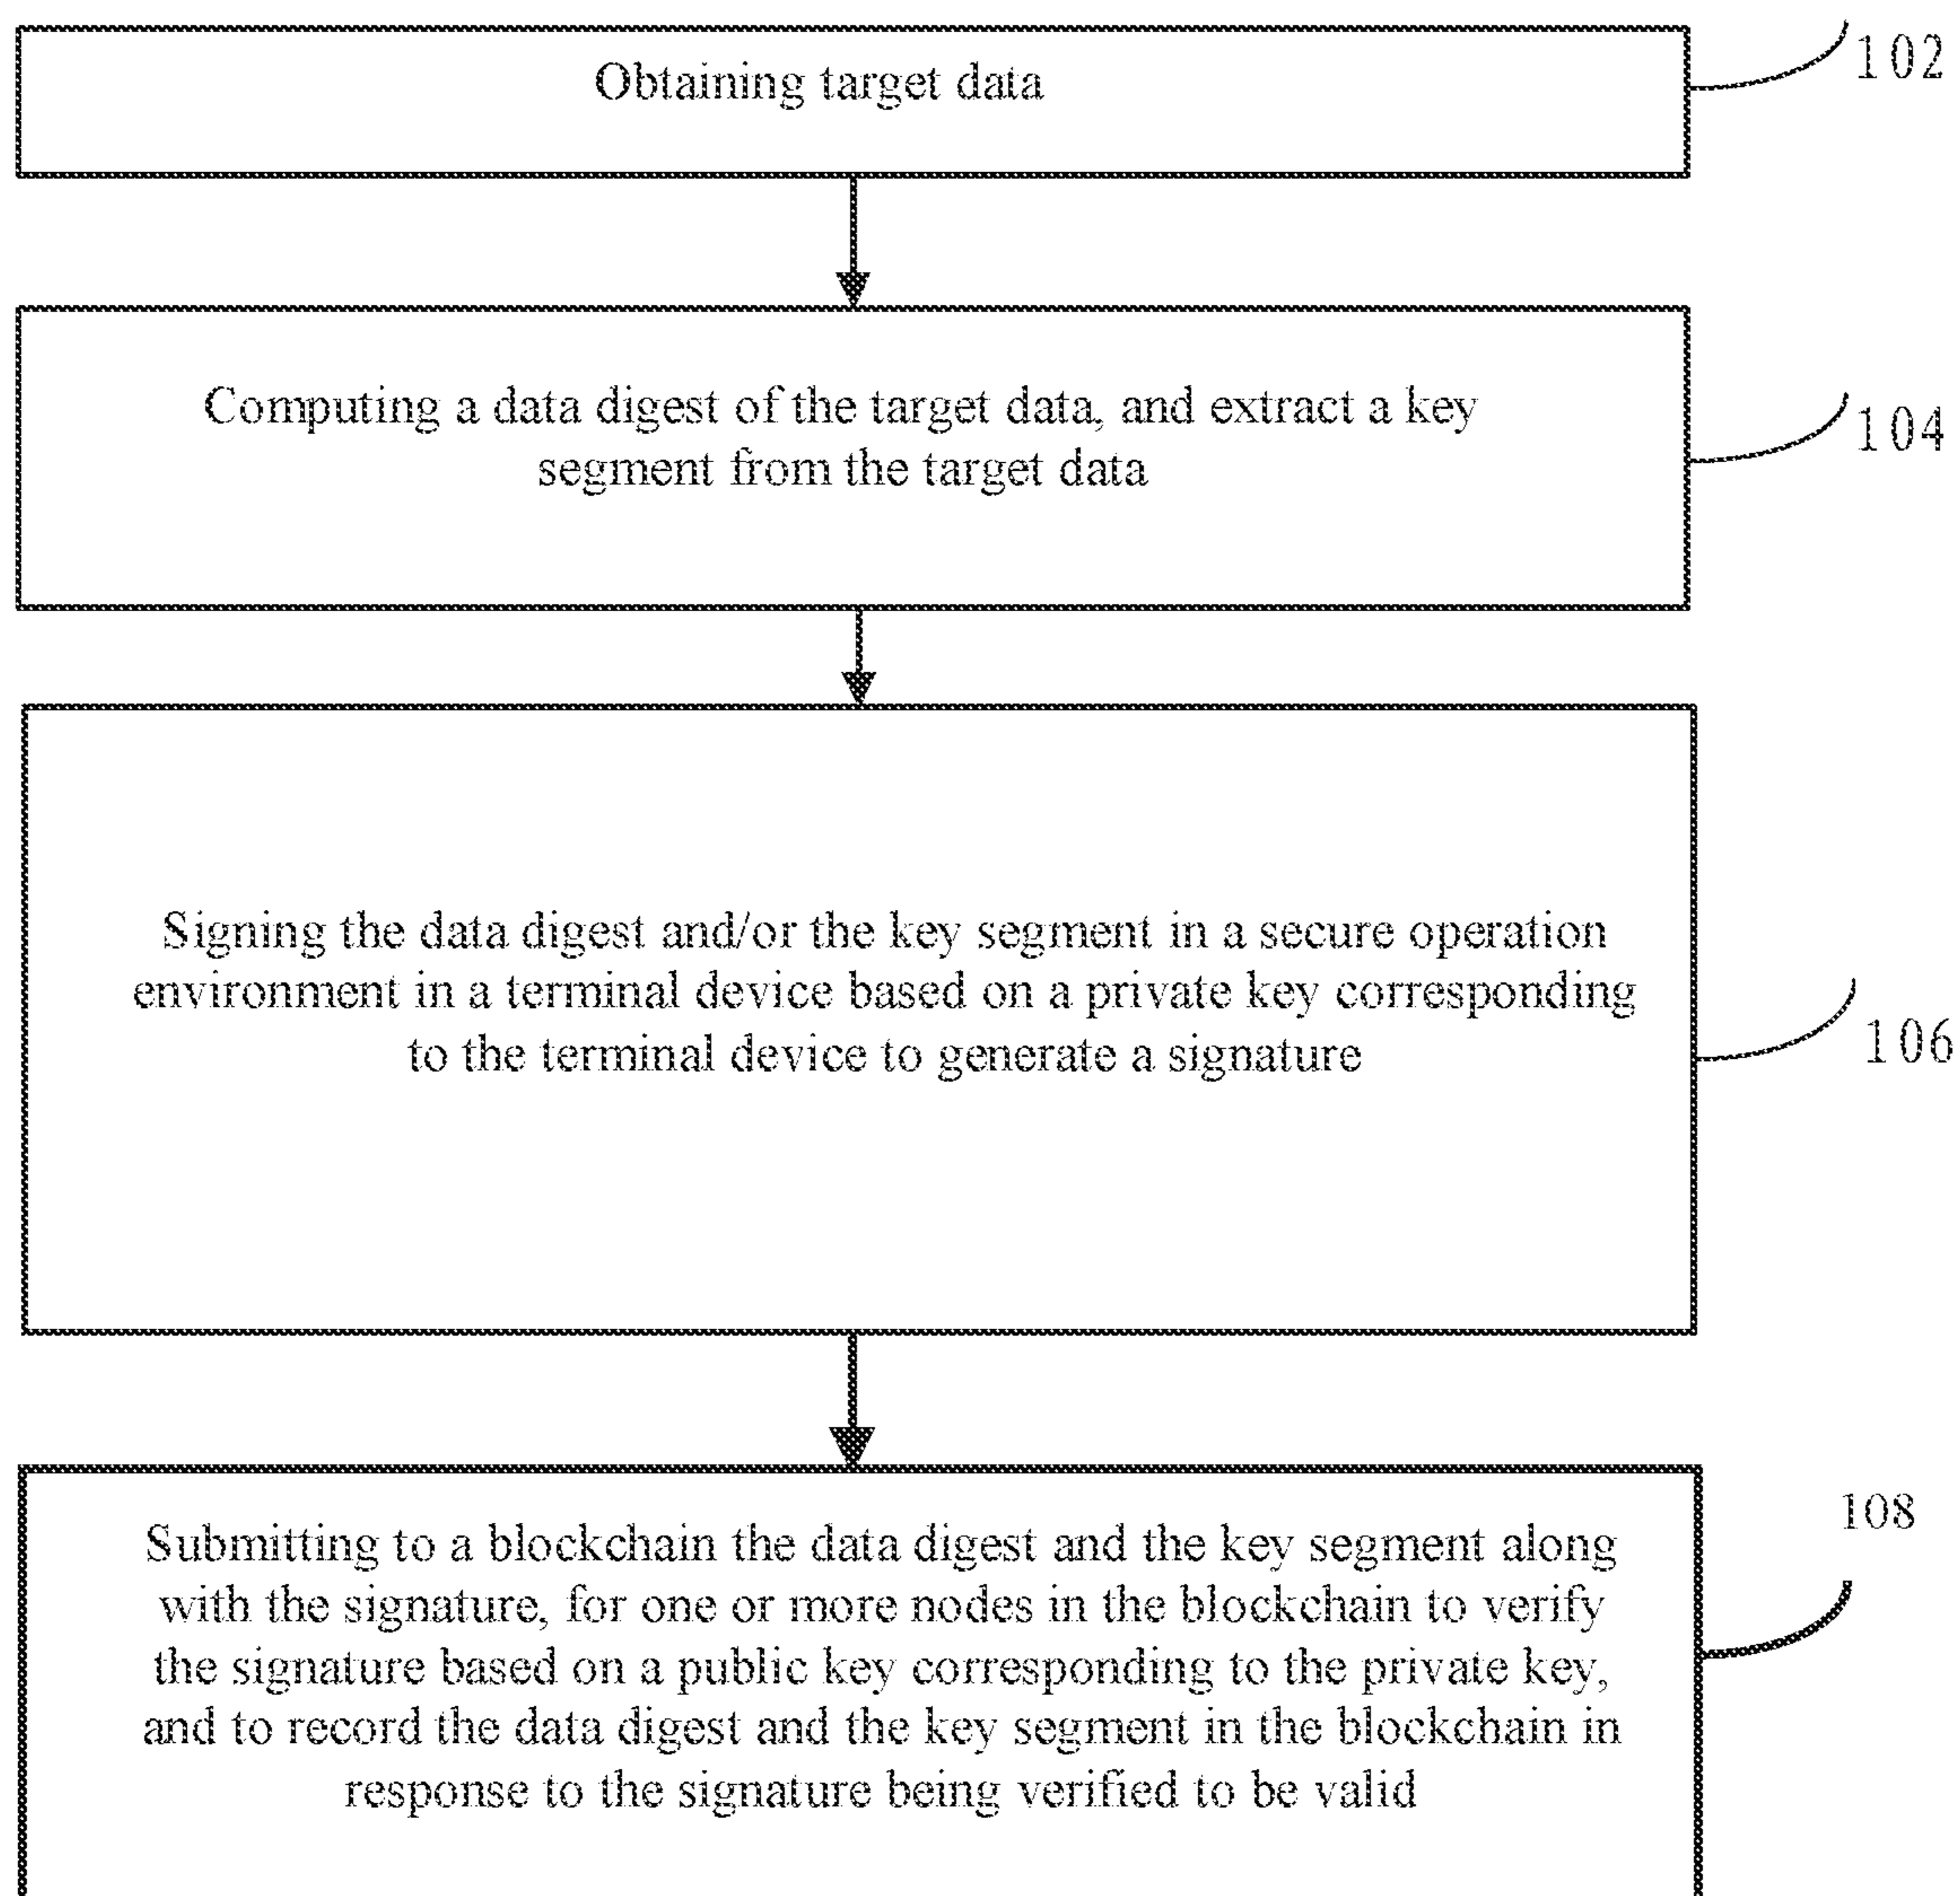 Obtaining target data
102
Computing a data digest of the target data, and extract a key
segment from the target data
104
Signing the data digest and/or the key segment in a secure operation
environment in a terminal device based on a private key corresponding
to the terminal device to generate a signature
106
Submitting to a blockchain the data digest and the key segment along
with the signature, for one or more nodes in the blockchain to verify
the signature based on a public key corresponding to the private key,
and to record the data digest and the key segment in the blockchain in
response to the signature being verified to be valid
108